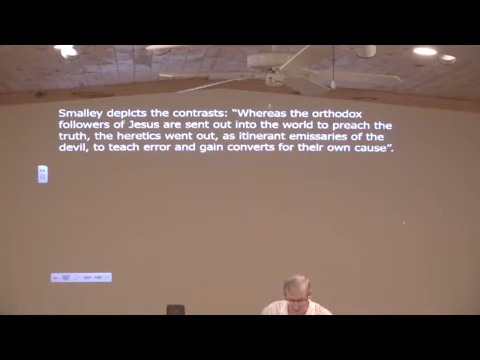 Smalley depicts the contrasts: “Whereas the orthodox
followers of Jesus are sent out into the world to preach the
truth, the heretics went out, as itinerant emissaries of the
devil, to teach error and gain converts for their own cause”.